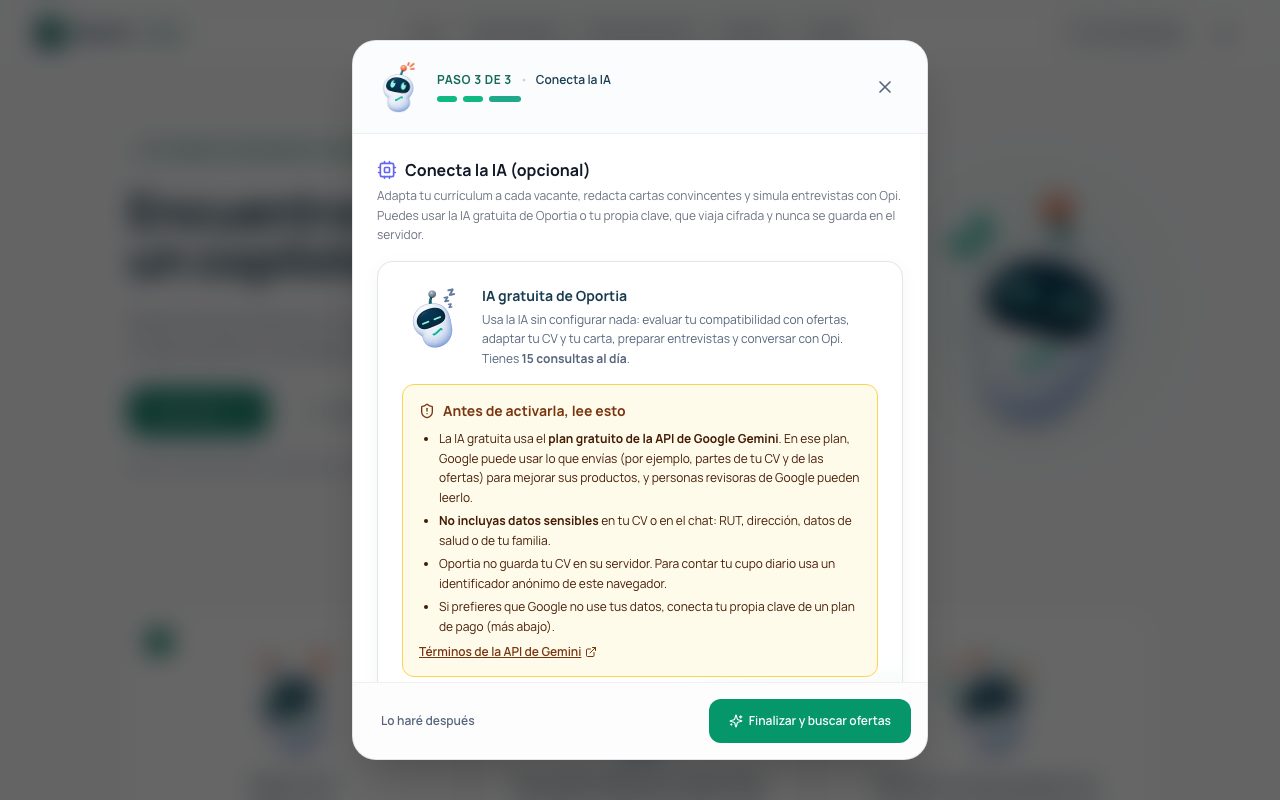 PASO 3 DE 3 · Conecta la IA
Conecta la IA (opcional)
Adapta tu currículum a cada vacante, redacta cartas convincentes y simula entrevistas con Opi.
Puedes usar la IA gratuita de Oportia o tu propia clave, que viaja cifrada y nunca se guarda en el
servidor.
IA gratuita de Oportia
Usa la IA sin configurar nada: evaluar tu compatibilidad con ofertas,
adaptar tu CV y tu carta, preparar entrevistas y conversar con Opi.
Tienes 15 consultas al día.
Antes de activarla, lee esto
• La IA gratuita usa el plan gratuito de la API de Google Gemini. En ese plan,
Google puede usar lo que envías (por ejemplo, partes de tu CV y de las
ofertas) para mejorar sus productos, y personas revisoras de Google pueden
leerlo.
• No incluyas datos sensibles en tu CV o en el chat: RUT, dirección, datos de
salud o de tu familia.
• Oportia no guarda tu CV en su servidor. Para contar tu cupo diario usa un
identificador anónimo de este navegador.
• Si prefieres que Google no use tus datos, conecta tu propia clave de un plan
de pago (más abajo).
Términos de la API de Gemini
Lo haré después
Finalizar y buscar ofertas